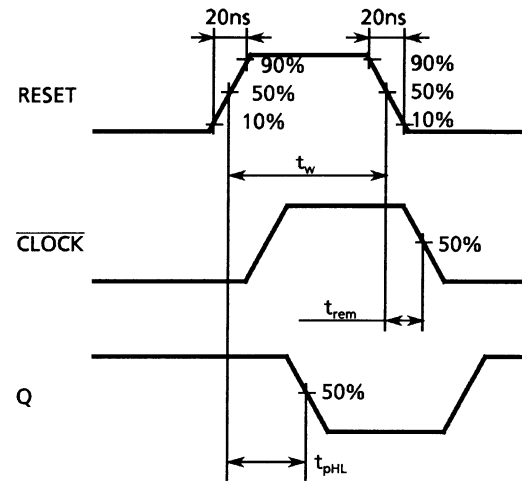 20ns 20ns
90% 90%
RESET 50% 50%
10% 10%
tw
CLOCK 50%
trem
Q 50%
tpHL